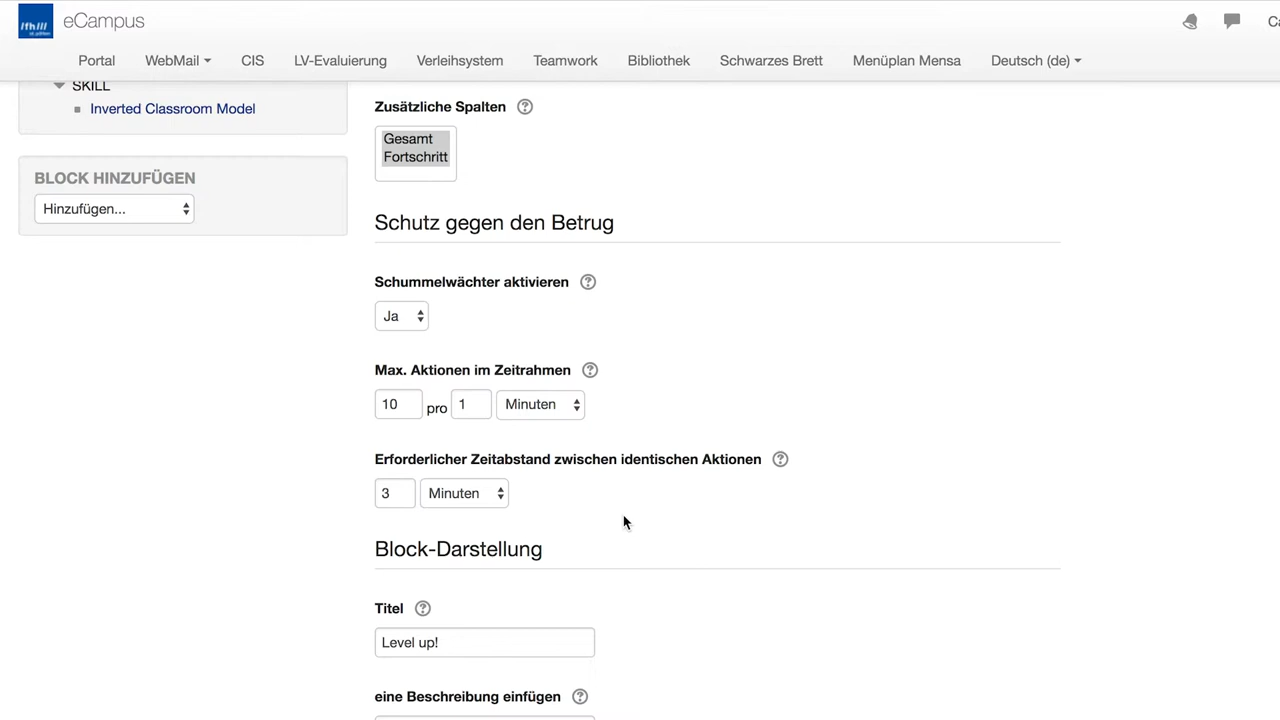 eCampus
Ca
Portal WebMail CIS LV-Evaluierung Verleihsystem Teamwork Bibliothek Schwarzes Brett Menüplan Mensa Deutsch (de)
SKILL
Inverted Classroom Model
BLOCK HINZUFÜGEN
Hinzufügen...
Zusätzliche Spalten
Gesamt
Fortschritt
Schutz gegen den Betrug
Schummelwächter aktivieren
Ja
Max. Aktionen im Zeitrahmen
10 pro 1 Minuten
Erforderlicher Zeitabstand zwischen identischen Aktionen
3 Minuten
Block-Darstellung
Titel
Level up!
eine Beschreibung einfügen